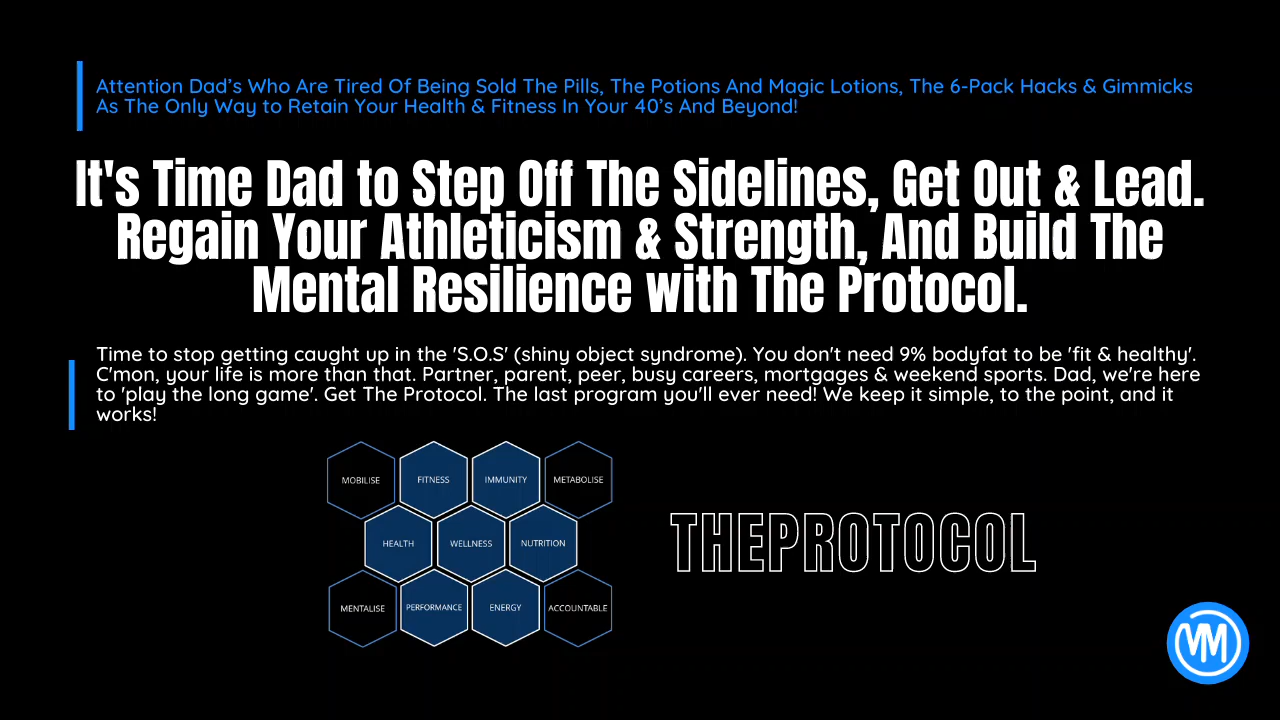 Attention Dad’s Who Are Tired Of Being Sold The Pills, The Potions And Magic Lotions, The 6-Pack Hacks & Gimmicks
As The Only Way to Retain Your Health & Fitness In Your 40’s And Beyond!
It's Time Dad to Step Off The Sidelines, Get Out & Lead.
Regain Your Athleticism & Strength, And Build The
Mental Resilience with The Protocol.
Time to stop getting caught up in the 'S.O.S' (shiny object syndrome). You don't need 9% bodyfat to be 'fit & healthy'.
C'mon, your life is more than that. Partner, parent, peer, busy careers, mortgages & weekend sports. Dad, we're here
to 'play the long game'. Get The Protocol. The last program you'll ever need! We keep it simple, to the point, and it
works!
MOBILISE FITNESS IMMUNITY METABOLISE
HEALTH WELLNESS NUTRITION
MENTALISE PERFORMANCE ENERGY ACCOUNTABLE
THEPROTOCOL
VM